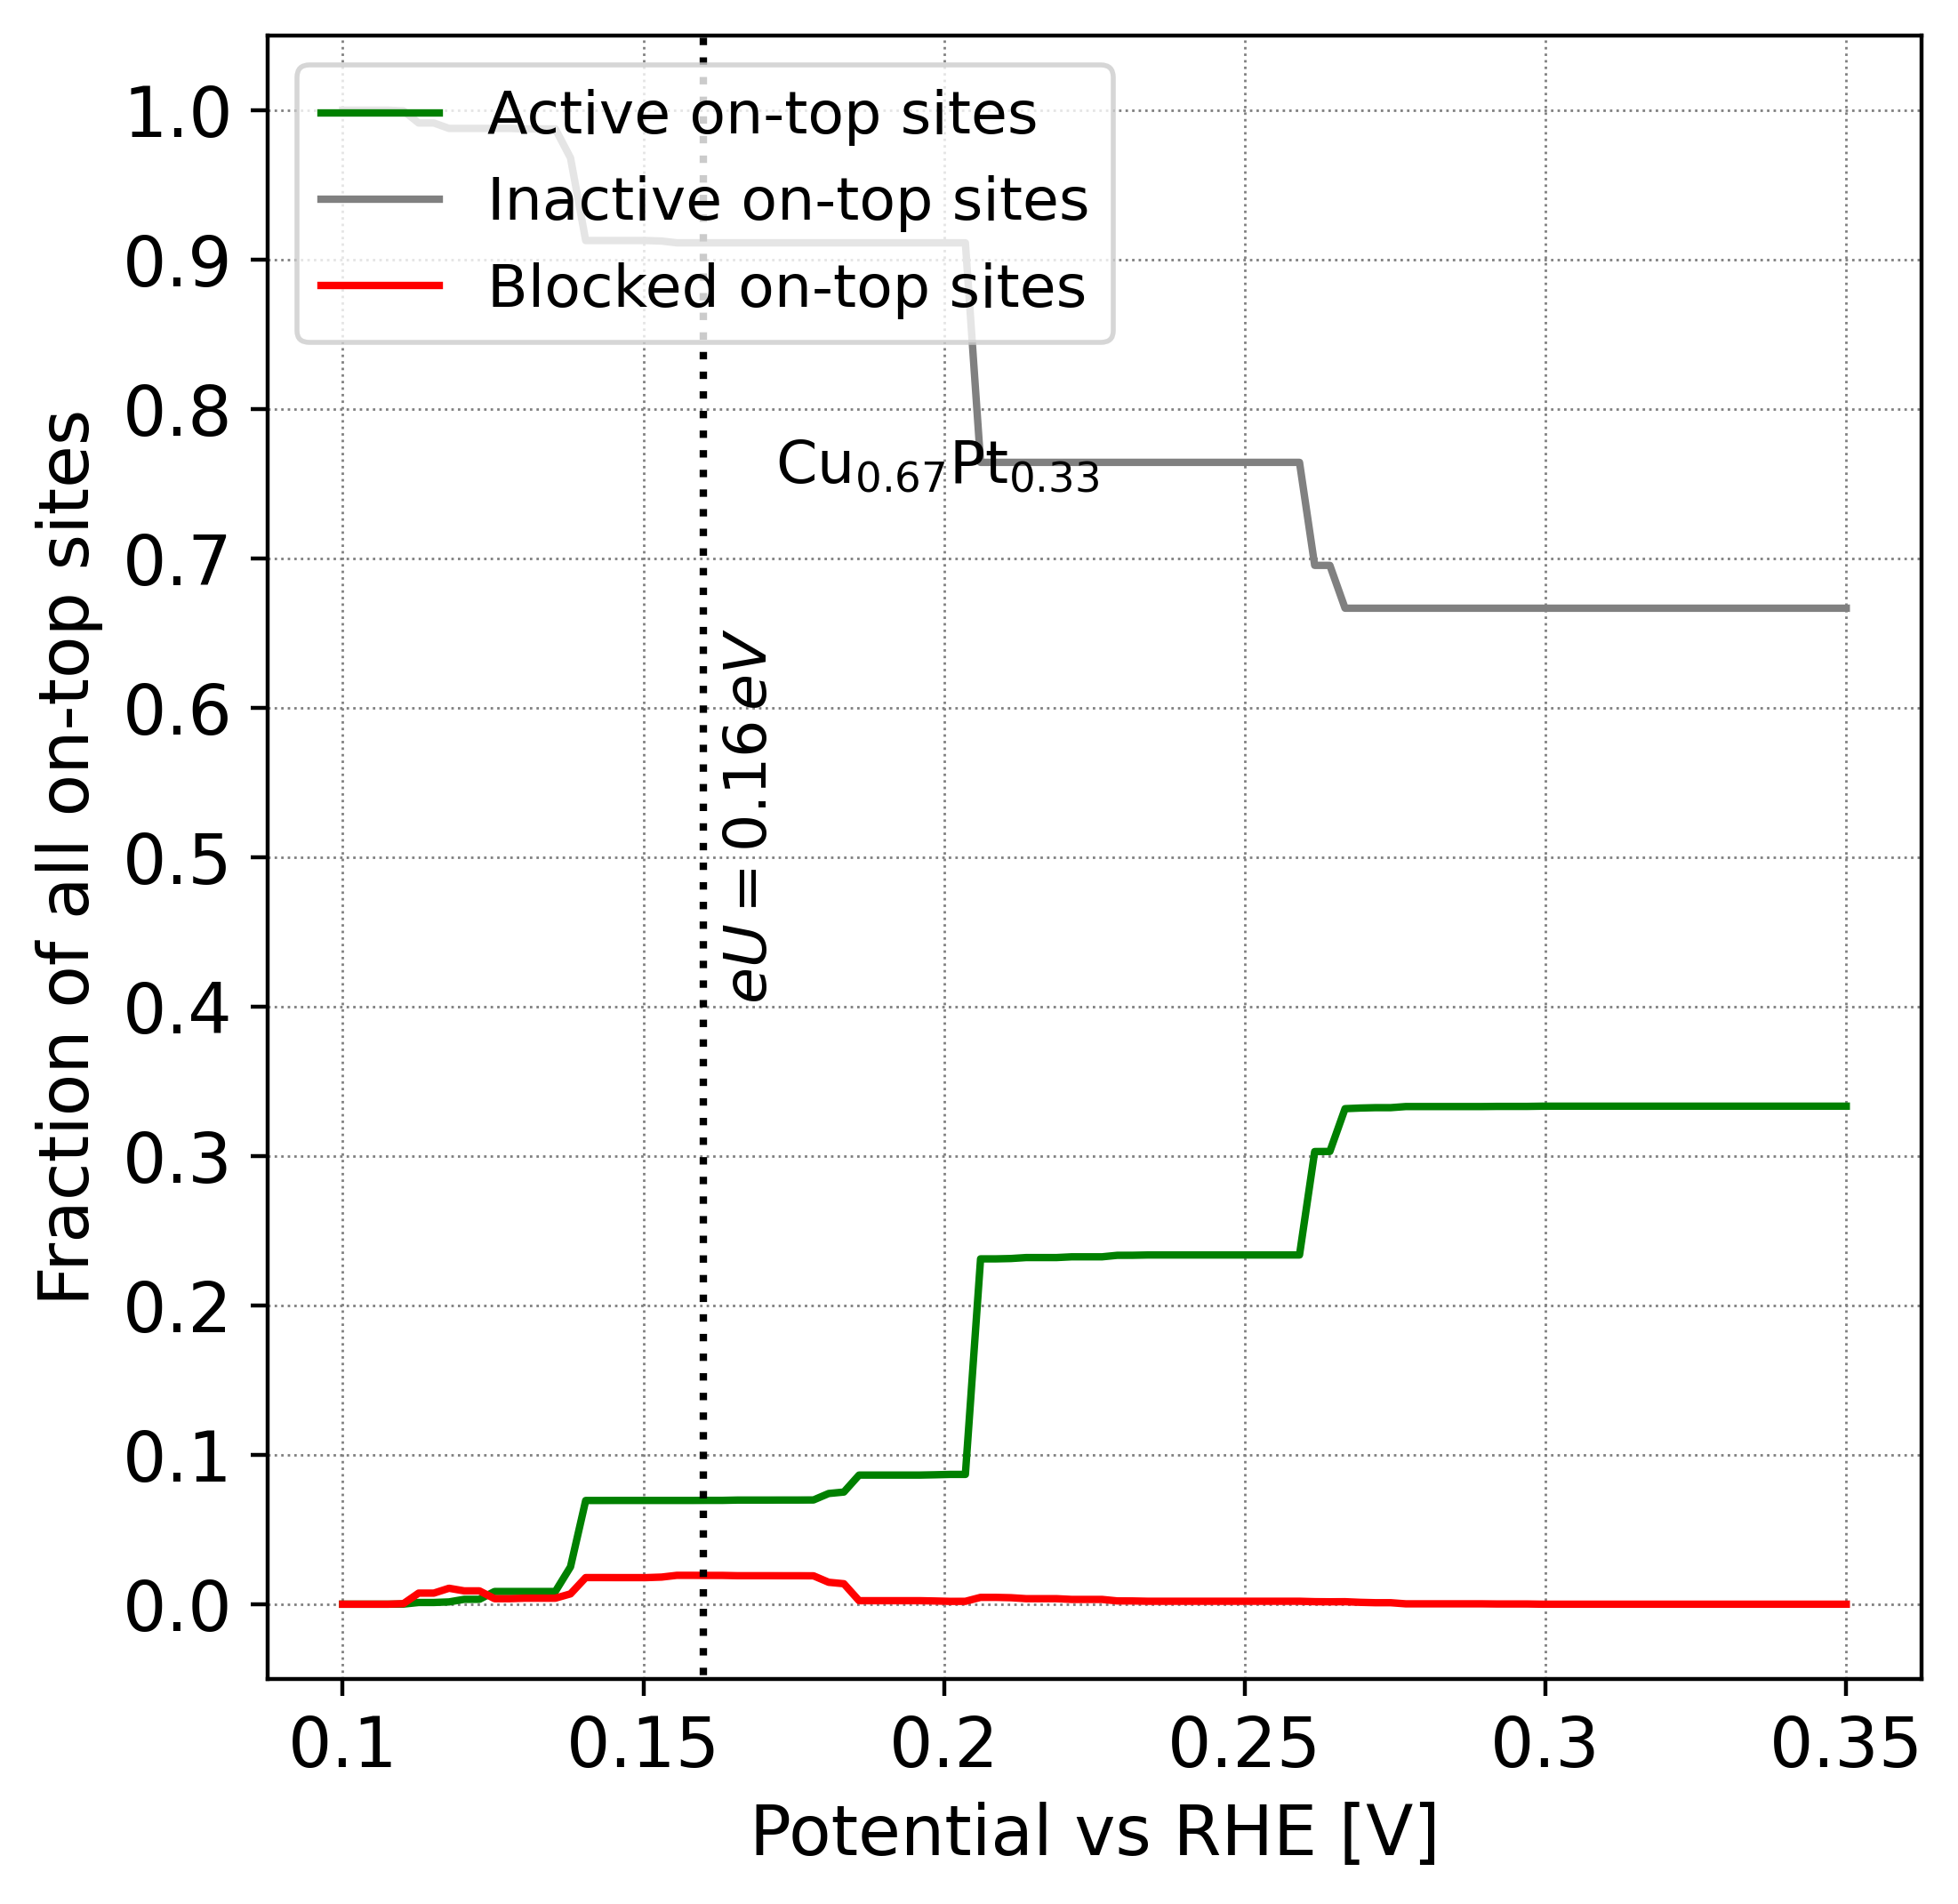 Active on-top sites
Inactive on-top sites
Blocked on-top sites
Cu0.67Pt0.33
eU = 0.16 eV
Fraction of all on-top sites
1.0
0.9
0.8
0.7
0.6
0.5
0.4
0.3
0.2
0.1
0.0
0.1 0.15 0.2 0.25 0.3 0.35
Potential vs RHE [V]